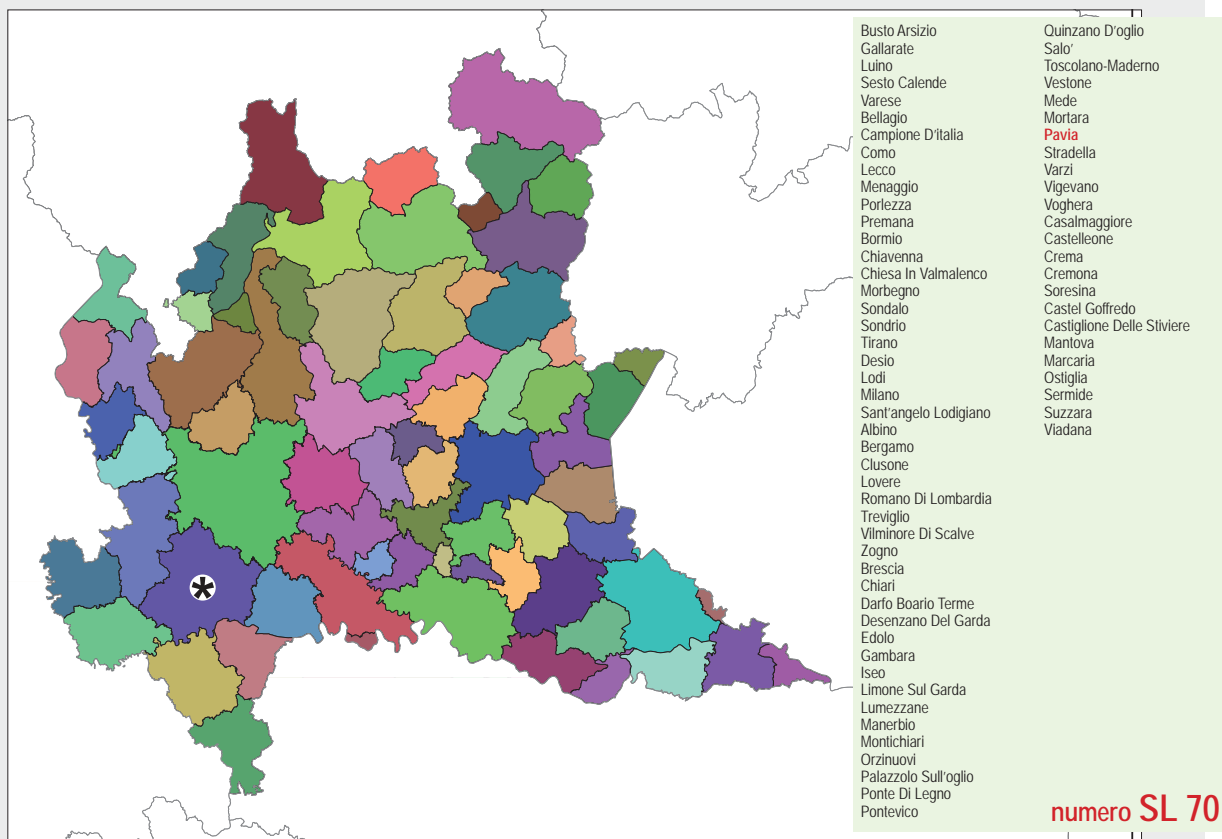 Busto Arsizio
Gallarate
Luino
Sesto Calende
Varese
Bellagio
Campione D'italia
Como
Lecco
Menaggio
Porlezza
Premana
Bormio
Chiavenna
Chiesa In Valmalenco
Morbegno
Sondalo
Sondrio
Tirano
Desio
Lodi
Milano
Sant'angelo Lodigiano
Albino
Bergamo
Clusone
Lovere
Romano Di Lombardia
Treviglio
Vilminore Di Scalve
Zogno
Brescia
Chiari
Darfo Boario Terme
Desenzano Del Garda
Edolo
Gambara
Iseo
Limone Sul Garda
Lumezzane
Manerbio
Montichiari
Orzinuovi
Palazzolo Sull'oglio
Ponte Di Legno
Pontevico
Quinzano D'oglio
Salo'
Toscolano-Maderno
Vestone
Mede
Mortara
Pavia
Stradella
Varzi
Vigevano
Voghera
Casalmaggiore
Castelleone
Crema
Cremona
Soresina
Castel Goffredo
Castiglione Delle Stiviere
Mantova
Marcaria
Ostiglia
Sermide
Suzzara
Viadana
numero SL 70
*